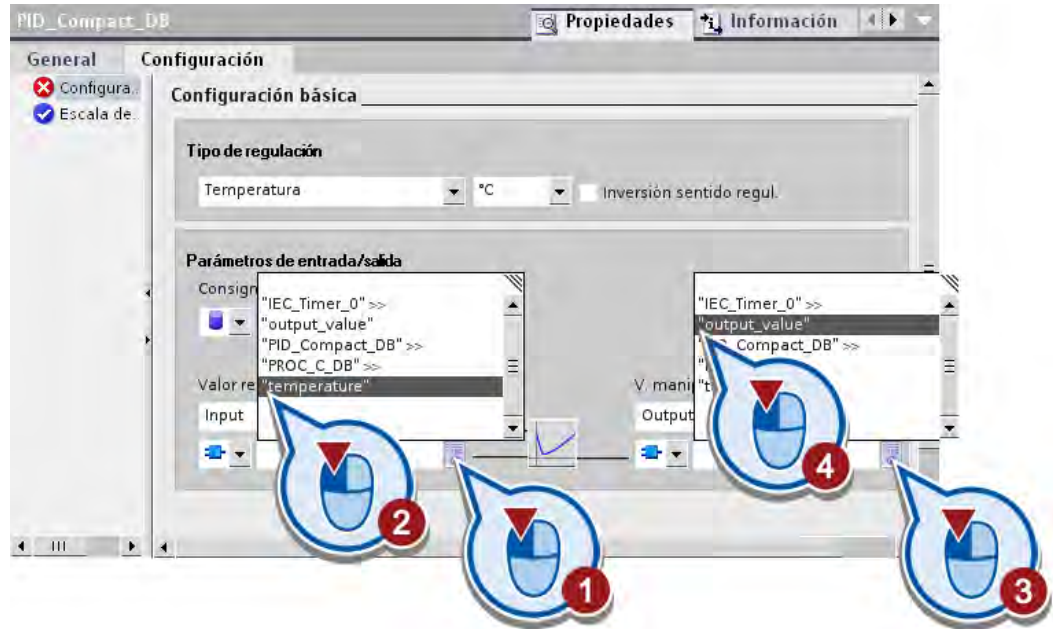 PID_Compact_DB
Propiedades
Información
General
Configuración
Configura..
Escala de.
Configuración básica
Tipo de regulación
Temperatura
°C
Inversión sentido regul.
Parámetros de entrada/salida
Consign
"IEC_Timer_0" >>
"output_value"
"PID_Compact_DB" >>
"PROC_C_DB" >>
"temperature"
"IEC_Timer_0" >>
"output_value"
Compact_DB" >>
Valor re
Input
V. mani
Output
2
1
4
3